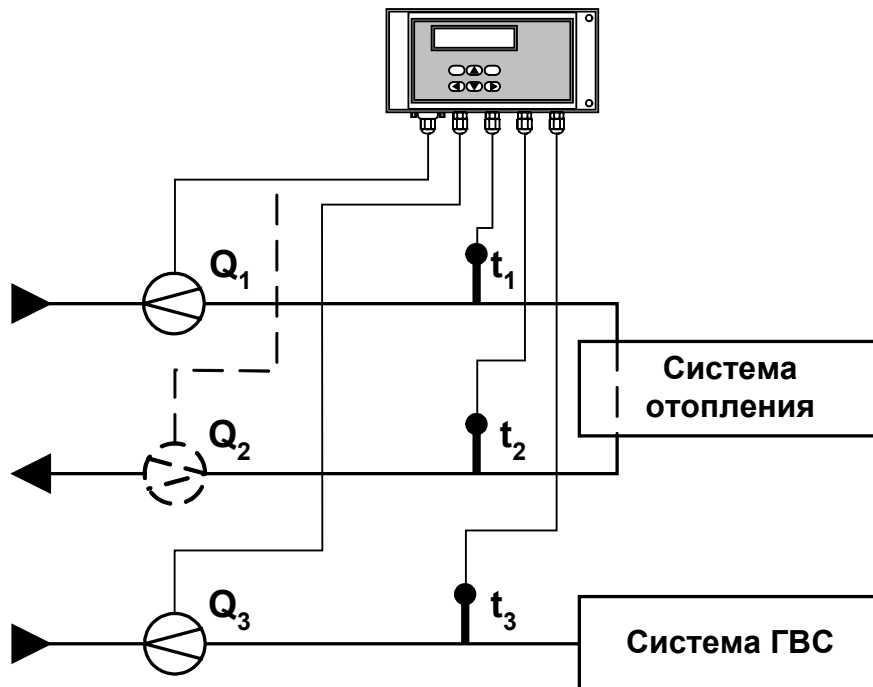 Q1
t1
Система
отопления
Q2
t2
Q3
t3
Система ГВС